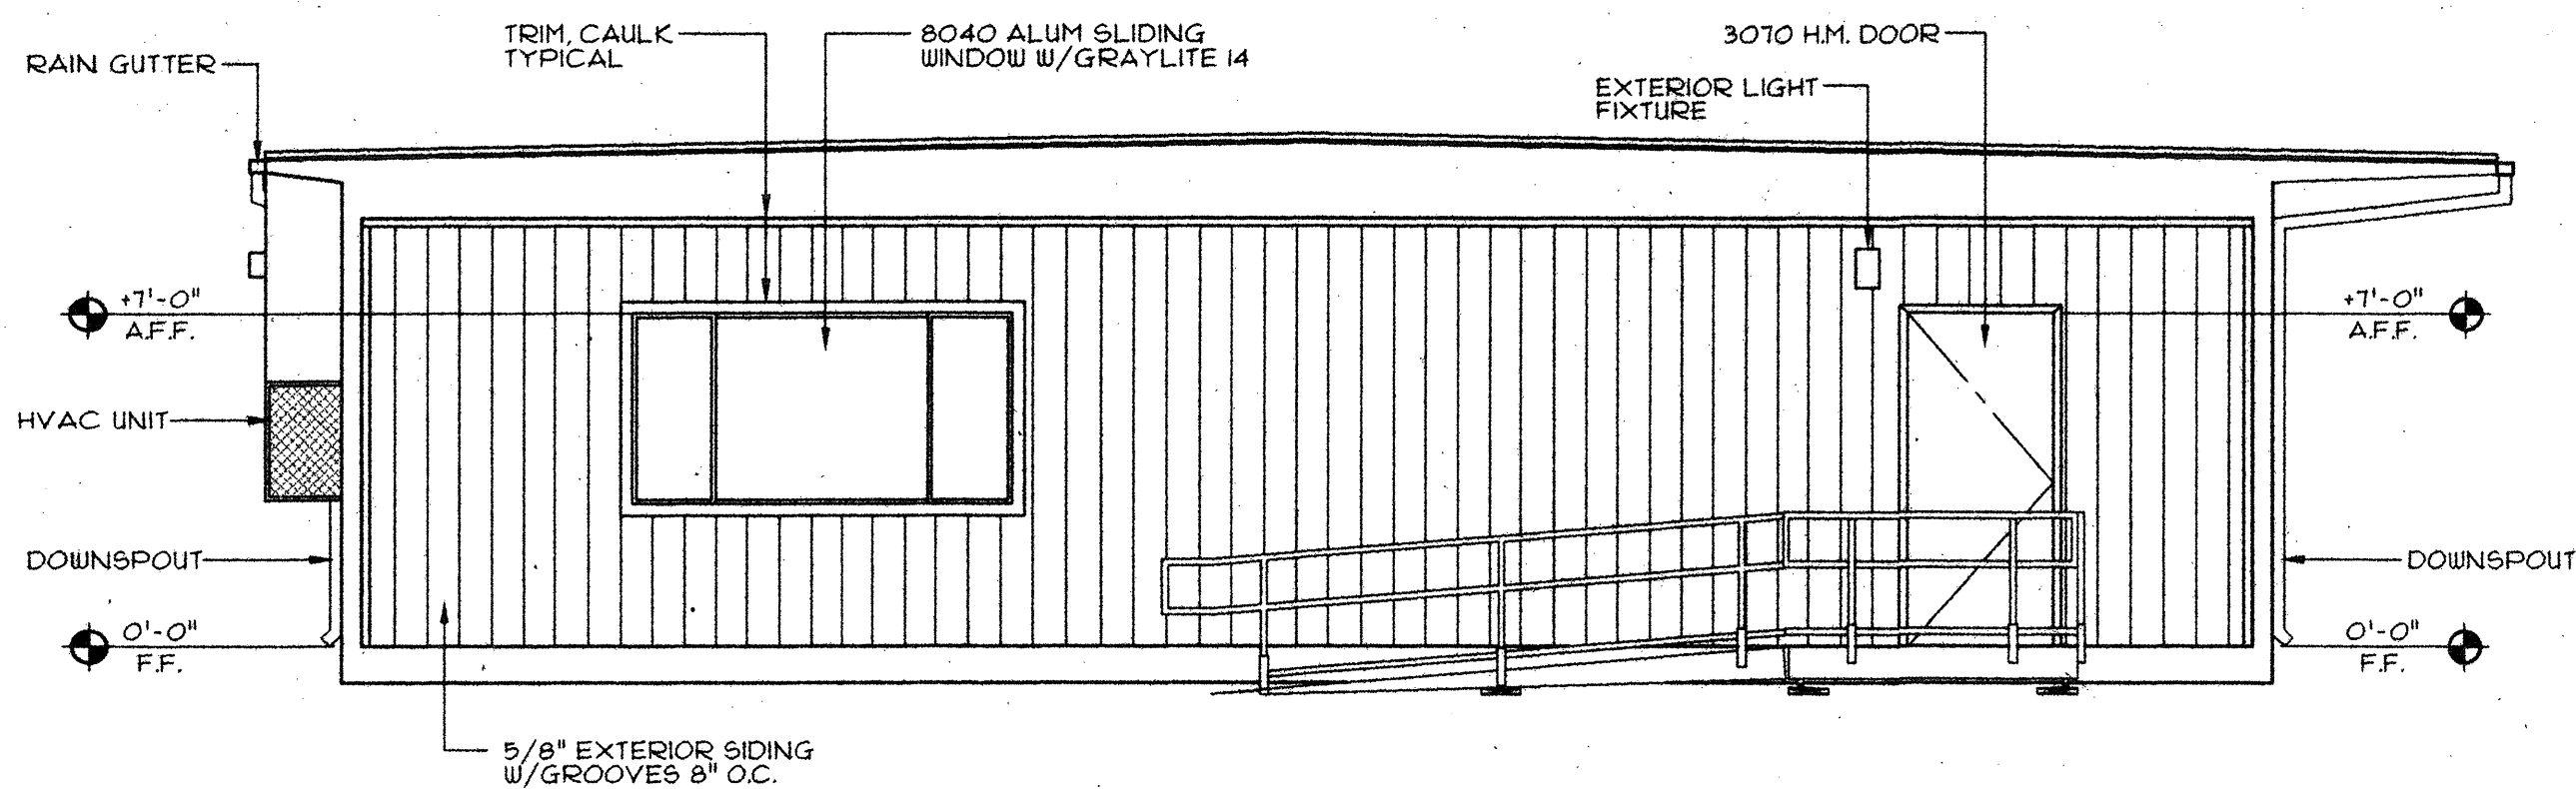 RAIN GUTTER
TRIM, CAULK
TYPICAL
8040 ALUM SLIDING
WINDOW W/GRAYLITE 14
3070 H.M. DOOR
EXTERIOR LIGHT
FIXTURE
+7'-0"
A.F.F.
+7'-0"
A.F.F.
HVAC UNIT
DOWNSPOUT
DOWNSPOUT
0'-0"
F.F.
0'-0"
F.F.
5/8" EXTERIOR SIDING
W/GROOVES 8" O.C.